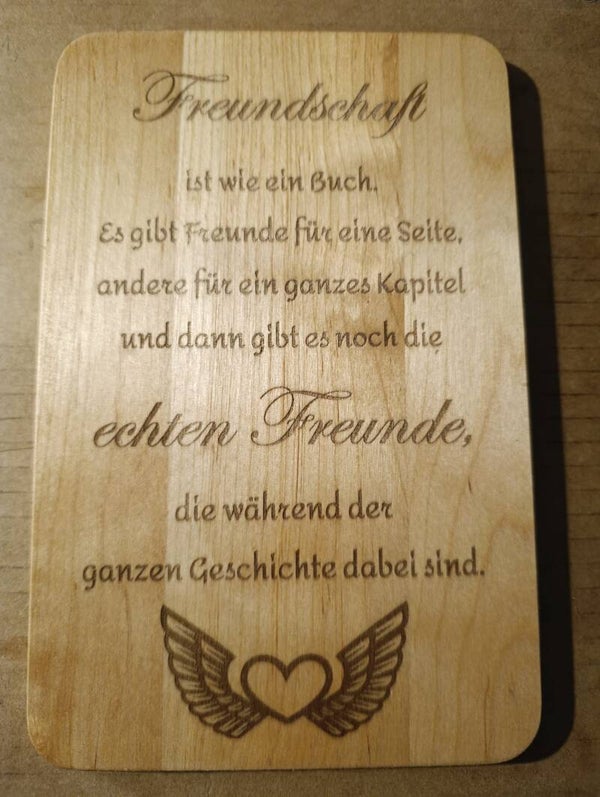 Freundschaft
ist wie ein Buch.
Es gibt Freunde für eine Seite,
andere für ein ganzes Kapitel
und dann gibt es noch die
echten Freunde,
die während der
ganzen Geschichte dabei sind.